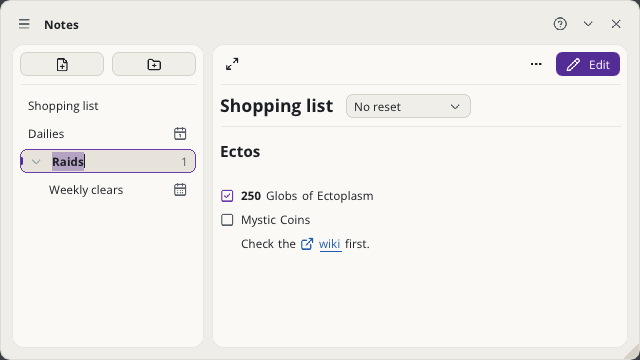 Notes
Edit
Shopping list
Dailies
Raids 1
Weekly clears
Shopping list No reset
Ectos
250 Globs of Ectoplasm
Mystic Coins
Check the wiki first.